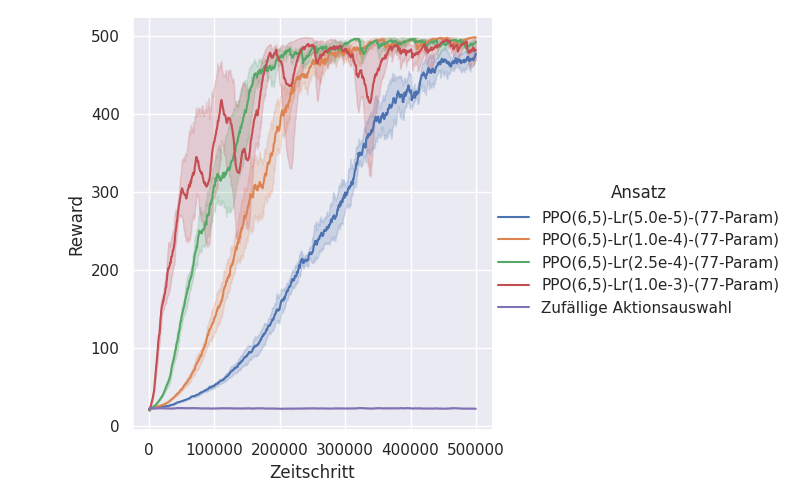 500
400
300
200
100
0
Reward
0 100000 200000 300000 400000 500000
Zeitschritt
Ansatz
PPO(6,5)-Lr(5.0e-5)-(77-Param)
PPO(6,5)-Lr(1.0e-4)-(77-Param)
PPO(6,5)-Lr(2.5e-4)-(77-Param)
PPO(6,5)-Lr(1.0e-3)-(77-Param)
Zufällige Aktionsauswahl